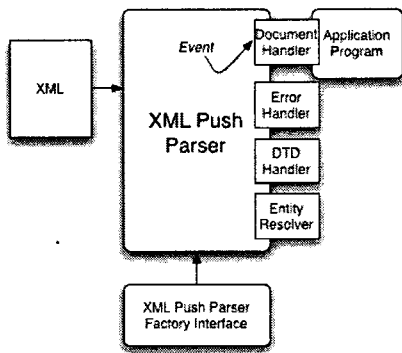 Event
Document
Handler
Application
Program
XML
XML Push
Parser
Error
Handler
DTD
Handler
Entity
Resolver
XML Push Parser
Factory Interface